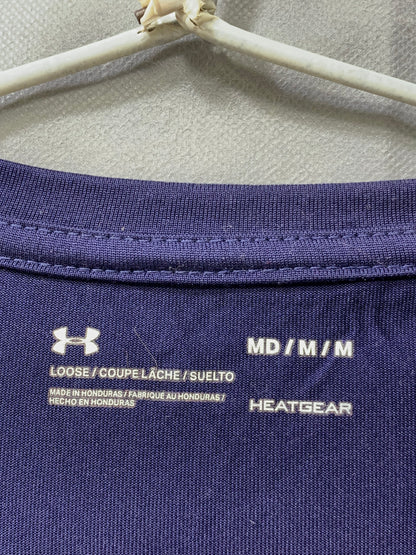 LOOSE / COUPE LÂCHE / SUELTO
MADE IN HONDURAS / FABRIQUÉ AU HONDURAS /
HECHO EN HONDURAS
MD / M / M
HEATGEAR